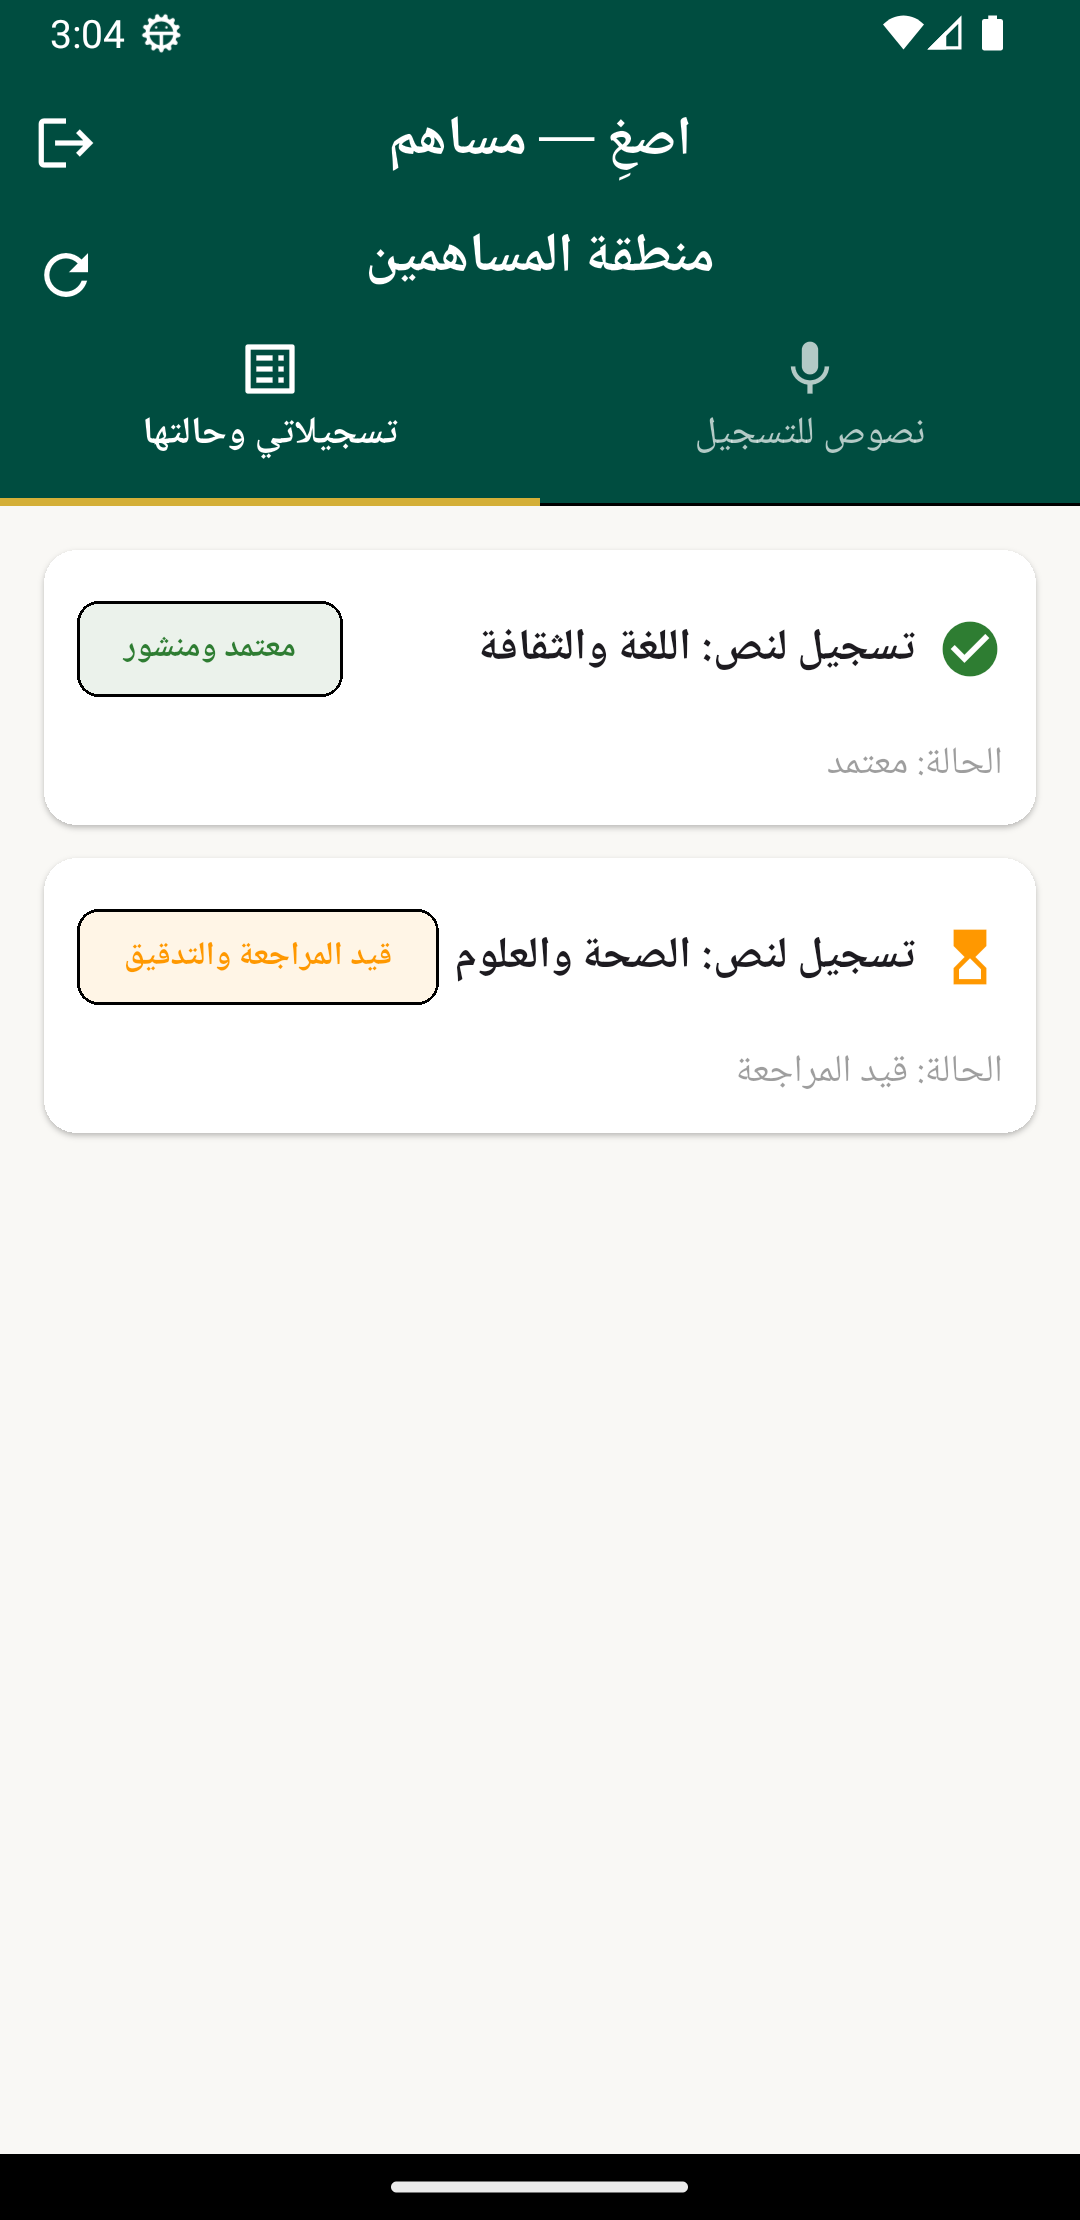 3:04
اصغِ — مساهم
منطقة المساهمين
نصوص للتسجيل
تسجيلاتي وحالتها
تسجيل لنص: اللغة والثقافة
معتمد ومنشور
الحالة: معتمد
تسجيل لنص: الصحة والعلوم
قيد المراجعة والتدقيق
الحالة: قيد المراجعة